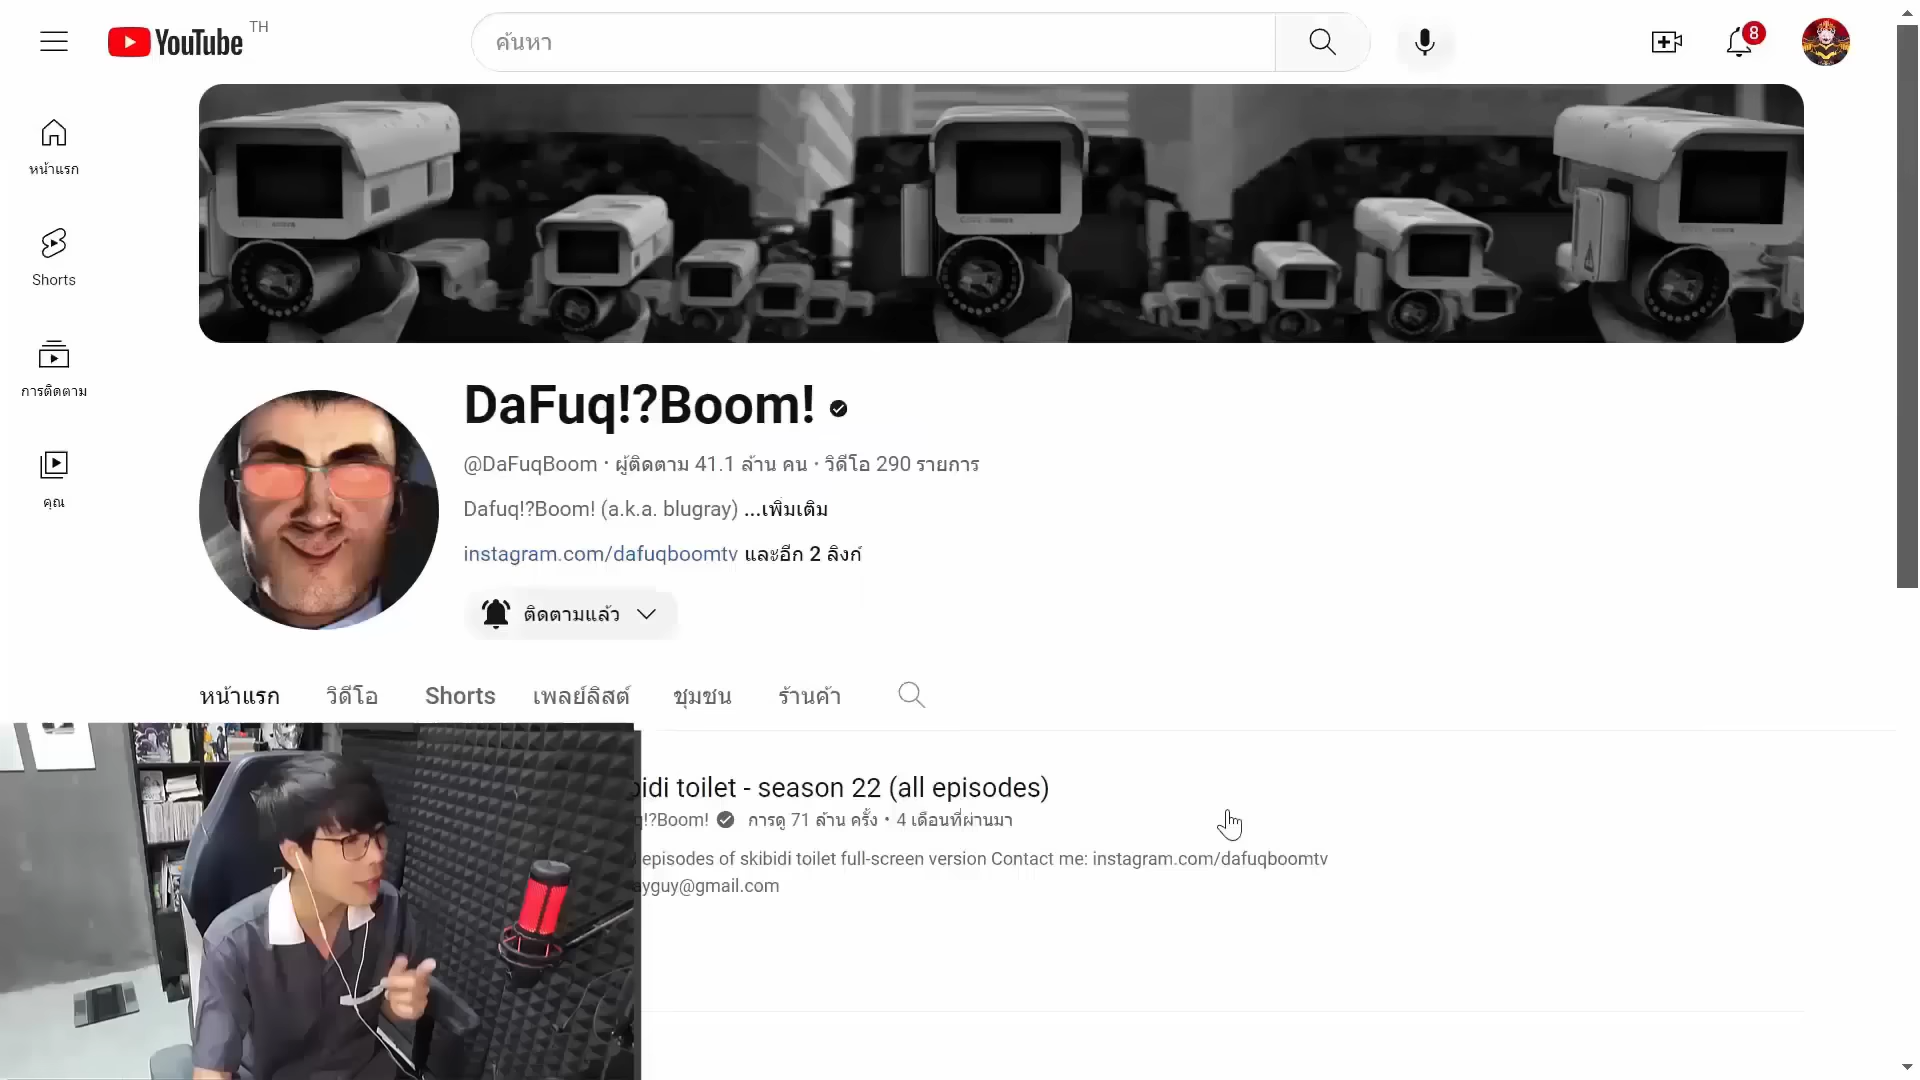 YouTube TH
ค้นหา
8
หน้าแรก
Shorts
การติดตาม
คุณ
DaFuq!?Boom!
@DaFuqBoom · ผู้ติดตาม 41.1 ล้าน คน · วิดีโอ 290 รายการ
Dafuq!?Boom! (a.k.a. blugray) ...เพิ่มเติม
instagram.com/dafuqboomtv และอีก 2 ลิงก์
ติดตามแล้ว
หน้าแรก วิดีโอ Shorts เพลย์ลิสต์ ชุมชน ร้านค้า
idi toilet - season 22 (all episodes)
!?Boom! การดู 71 ล้าน ครั้ง • 4 เดือนที่ผ่านมา
episodes of skibidi toilet full-screen version Contact me: instagram.com/dafuqboomtv
ayguy@gmail.com